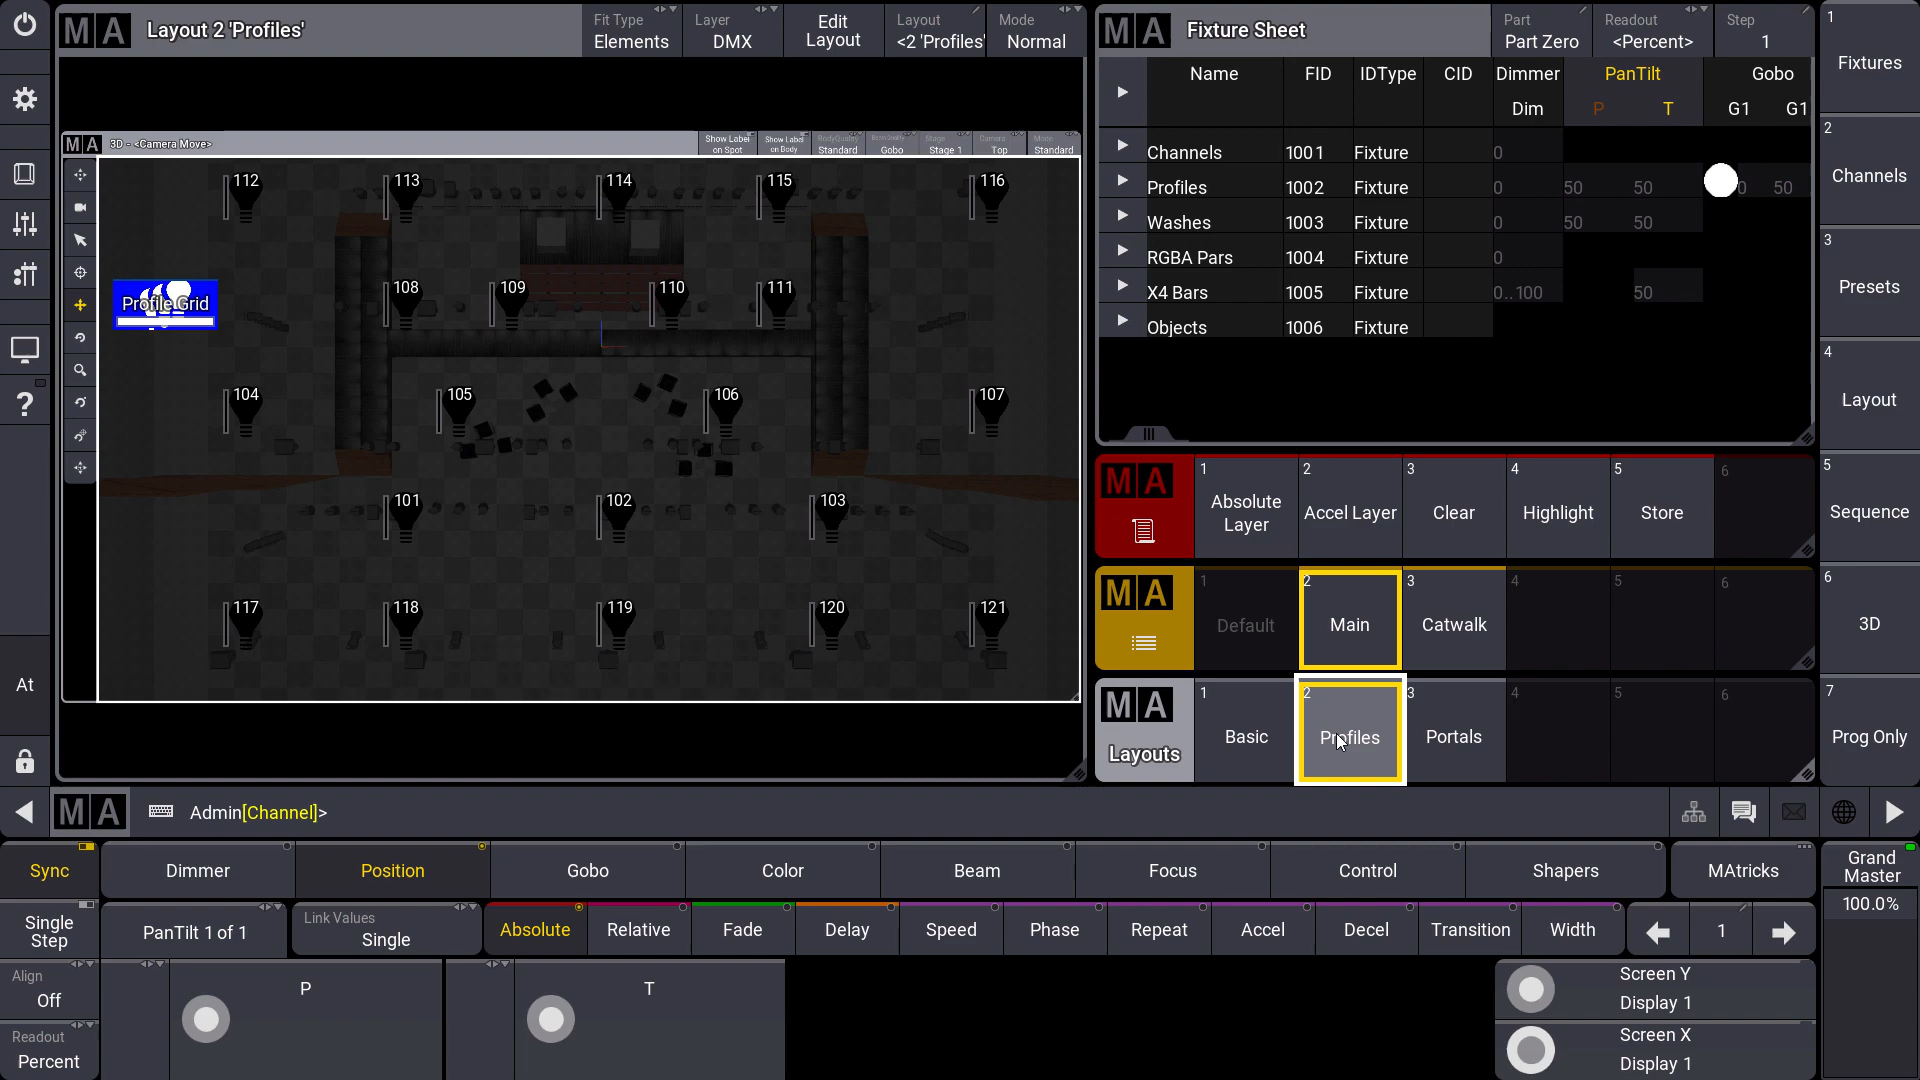 MA Layout 2 'Profiles'
Fit Type
Elements
Layer
DMX
Edit
Layout
Layout
<2 'Profiles'
Mode
Normal
MA 3D - <Camera Move>
Show Label
on Spot
Show Label
on Body
BodyQuality
Standard
Beam Quality
Gobo
Stage
Stage 1
Camera
Top
Mode
Standard
112 113 114 115 116
108 109 110 111
Profile Grid
104 105 106 107
101 102 103
117 118 119 120 121
?
At
MA Fixture Sheet
Part
Part Zero
Readout
<Percent>
Step
1
Name FID IDType CID Dimmer PanTilt Gobo
Dim P T G1 G1
Channels 1001 Fixture 0
Profiles 1002 Fixture 0 50 50 0 50
Washes 1003 Fixture 0 50 50
RGBA Pars 1004 Fixture 0
X4 Bars 1005 Fixture 0..100 50
Objects 1006 Fixture
MA
1 Absolute
Layer
2 Accel Layer
3 Clear
4 Highlight
5 Store
6
MA
1 Default
2 Main
3 Catwalk
4
5
6
MA
Layouts
1 Basic
2 Profiles
3 Portals
4
5
6
1
Fixtures
2
Channels
3
Presets
4
Layout
5
Sequence
6
3D
7
Prog Only
MA Admin[Channel]>
Sync Dimmer Position Gobo Color Beam Focus Control Shapers MAtricks
Grand
Master
100.0%
Single
Step
PanTilt 1 of 1
Link Values
Single
Absolute Relative Fade Delay Speed Phase Repeat Accel Decel Transition Width 1
Align
Off
P
T
Screen Y
Display 1
Readout
Percent
Screen X
Display 1